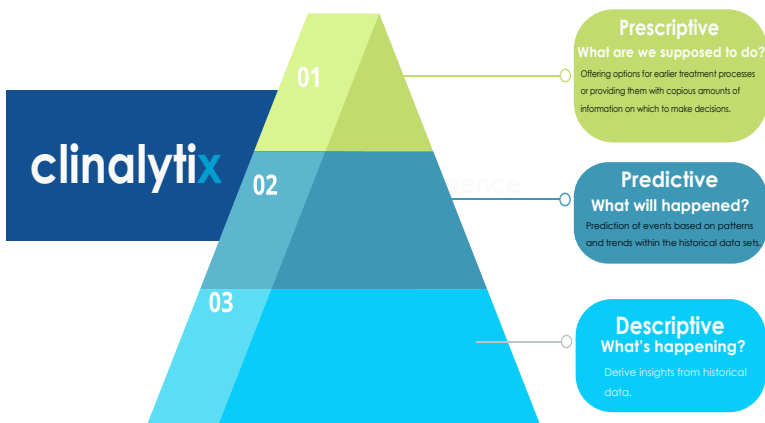 clinalytix
01
02
03
Prescriptive
What are we supposed to do?
Offering options for earlier treatment processes
or providing them with copious amounts of
information on which to make decisions.
Predictive
What will happened?
Prediction of events based on patterns
and trends within the historical data sets.
Descriptive
What's happening?
Derive insights from historical
data.